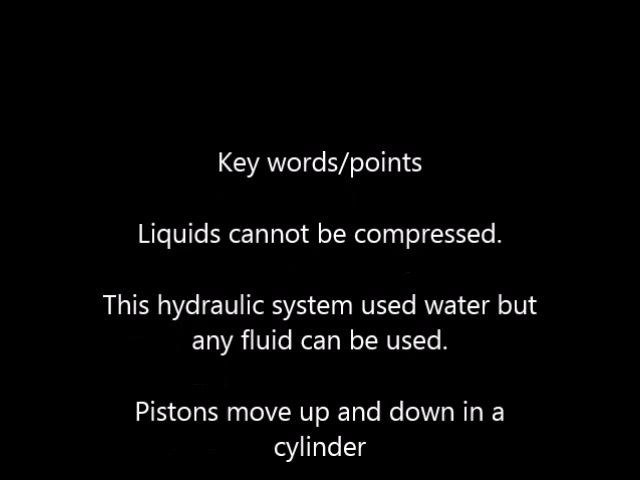 Key words/points
Liquids cannot be compressed.
This hydraulic system used water but
any fluid can be used.
Pistons move up and down in a
cylinder